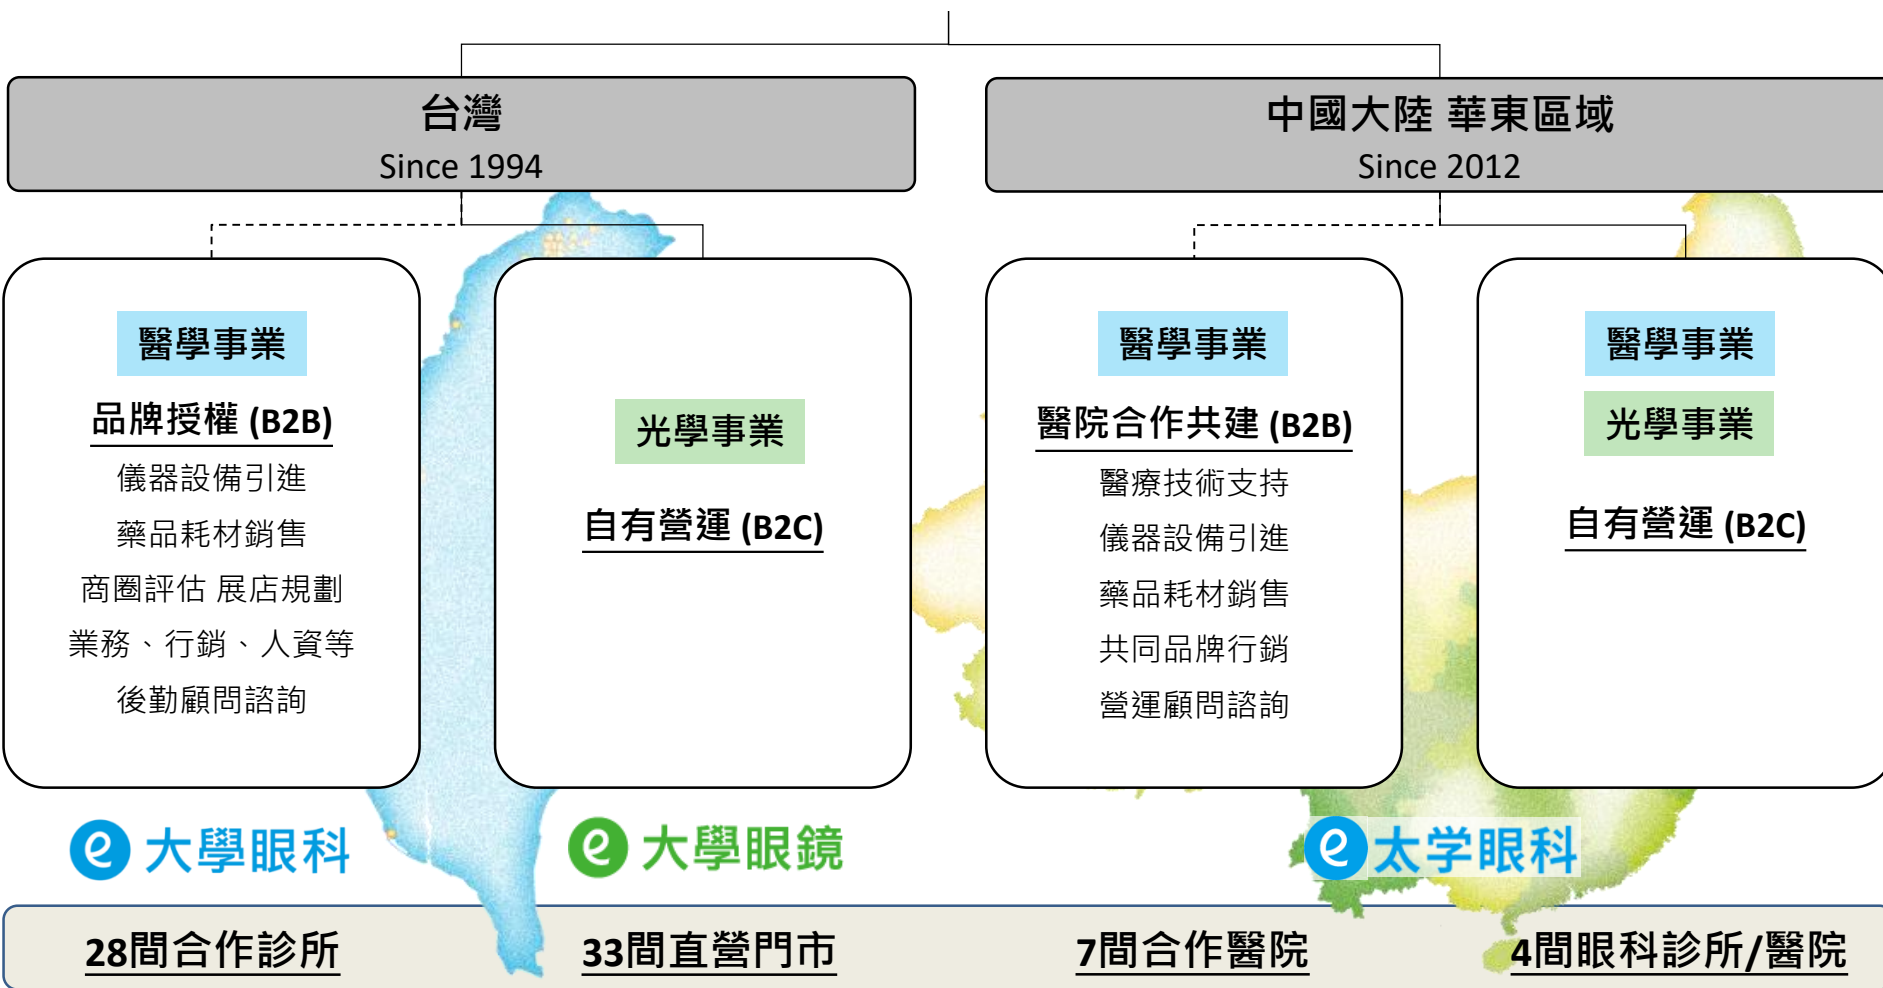 台灣
Since 1994
中國大陸 華東區域
Since 2012
醫學事業
品牌授權 (B2B)
儀器設備引進
藥品耗材銷售
商圈評估 展店規劃
業務、行銷、人資等
後勤顧問諮詢
光學事業
自有營運 (B2C)
醫學事業
醫院合作共建 (B2B)
醫療技術支持
儀器設備引進
藥品耗材銷售
共同品牌行銷
營運顧問諮詢
醫學事業
光學事業
自有營運 (B2C)
e 大學眼科
e 大學眼鏡
e 太学眼科
28間合作診所
33間直營門市
7間合作醫院
4間眼科診所/醫院